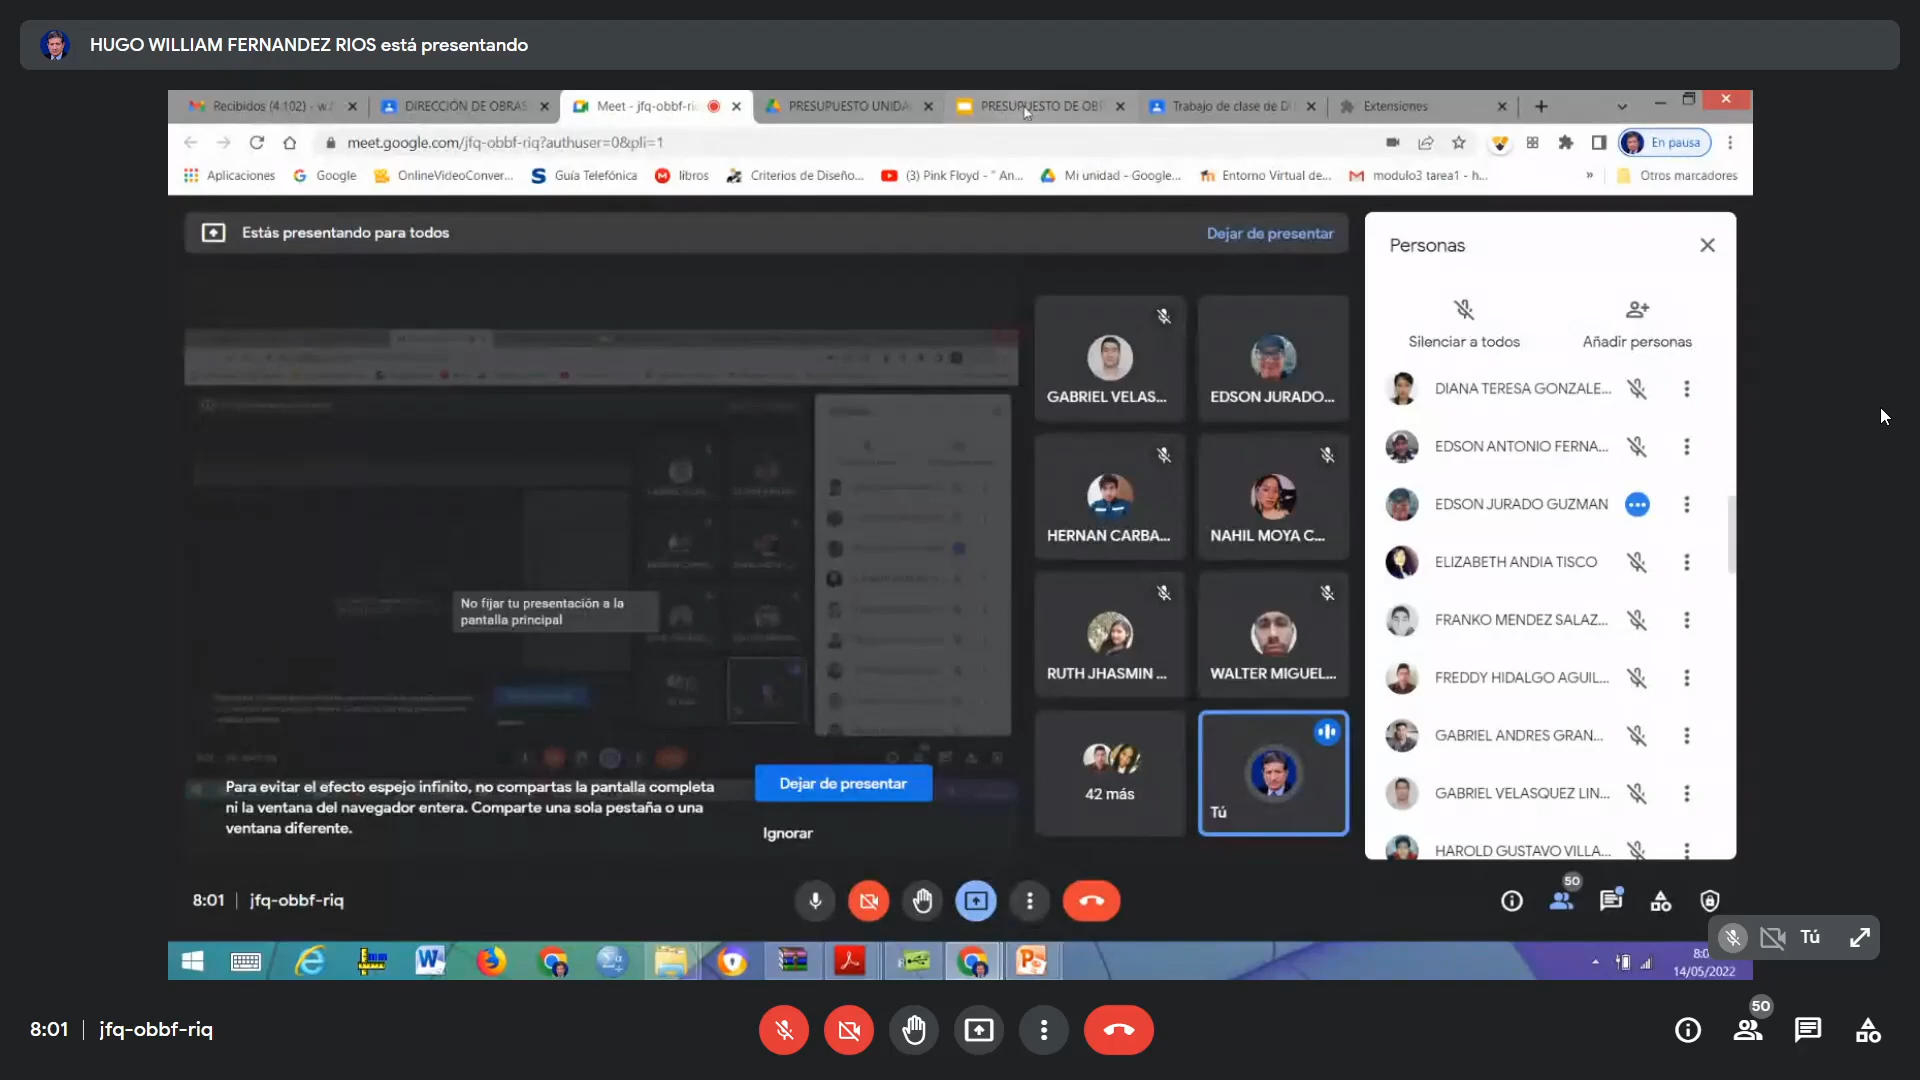 HUGO WILLIAM FERNANDEZ RIOS está presentando
Recibidos (4.102) - w.f
DIRECCIÓN DE OBRAS
Meet - jfq-obbf-riq
PRESUPUESTO UNIDA
PRESUPUESTO DE OBR
Trabajo de clase de DI
Extensiones
meet.google.com/jfq-obbf-riq?authuser=0&pli=1
En pausa
Aplicaciones
Google
OnlineVideoConver...
Guía Telefónica
libros
Criterios de Diseño...
(3) Pink Floyd - " An...
Mi unidad - Google...
Entorno Virtual de...
modulo3 tarea1 - h...
»
Otros marcadores
Estás presentando para todos
Dejar de presentar
Personas
Silenciar a todos
Añadir personas
DIANA TERESA GONZALE...
EDSON ANTONIO FERNA...
EDSON JURADO GUZMAN
ELIZABETH ANDIA TISCO
FRANKO MENDEZ SALAZ...
FREDDY HIDALGO AGUIL...
GABRIEL ANDRES GRAN...
GABRIEL VELASQUEZ LIN...
HAROLD GUSTAVO VILLA...
GABRIEL VELAS...
EDSON JURADO...
HERNAN CARBA...
NAHIL MOYA C...
RUTH JHASMIN ...
WALTER MIGUEL...
42 más
Tú
No fijar tu presentación a la
pantalla principal
Para evitar el efecto espejo infinito, no compartas la pantalla completa
ni la ventana del navegador entera. Comparte una sola pestaña o una
ventana diferente.
Dejar de presentar
Ignorar
8:01 | jfq-obbf-riq
50
Tú
8:0
14/05/2022
8:01 | jfq-obbf-riq
50